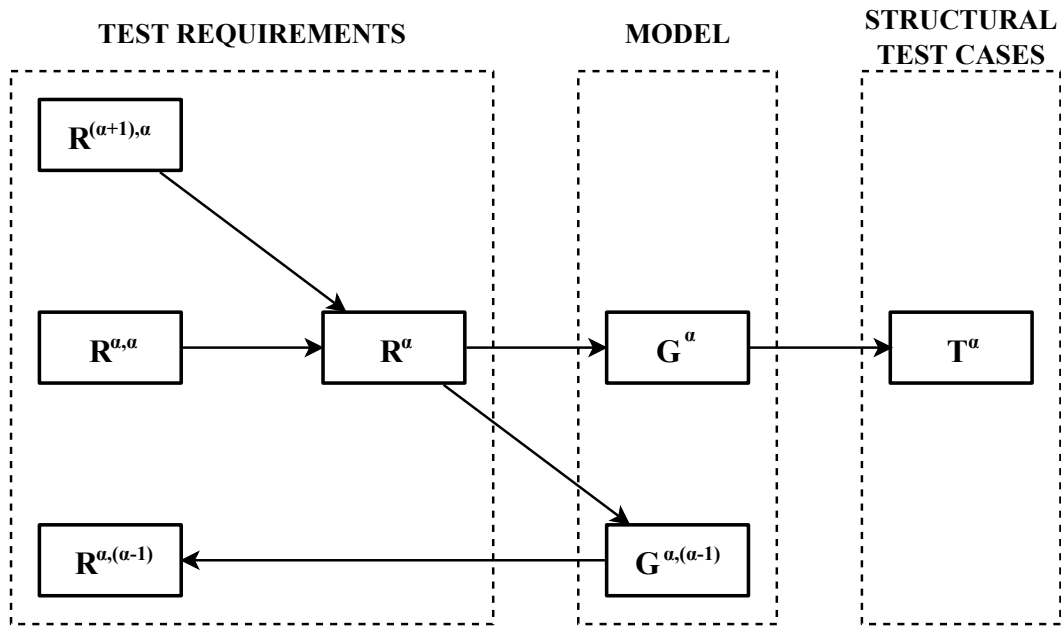 TEST REQUIREMENTS
MODEL
STRUCTURAL
TEST CASES
R^(α+1),α
R^α,α
R^α
G^α
T^α
R^α,(α-1)
G^α,(α-1)